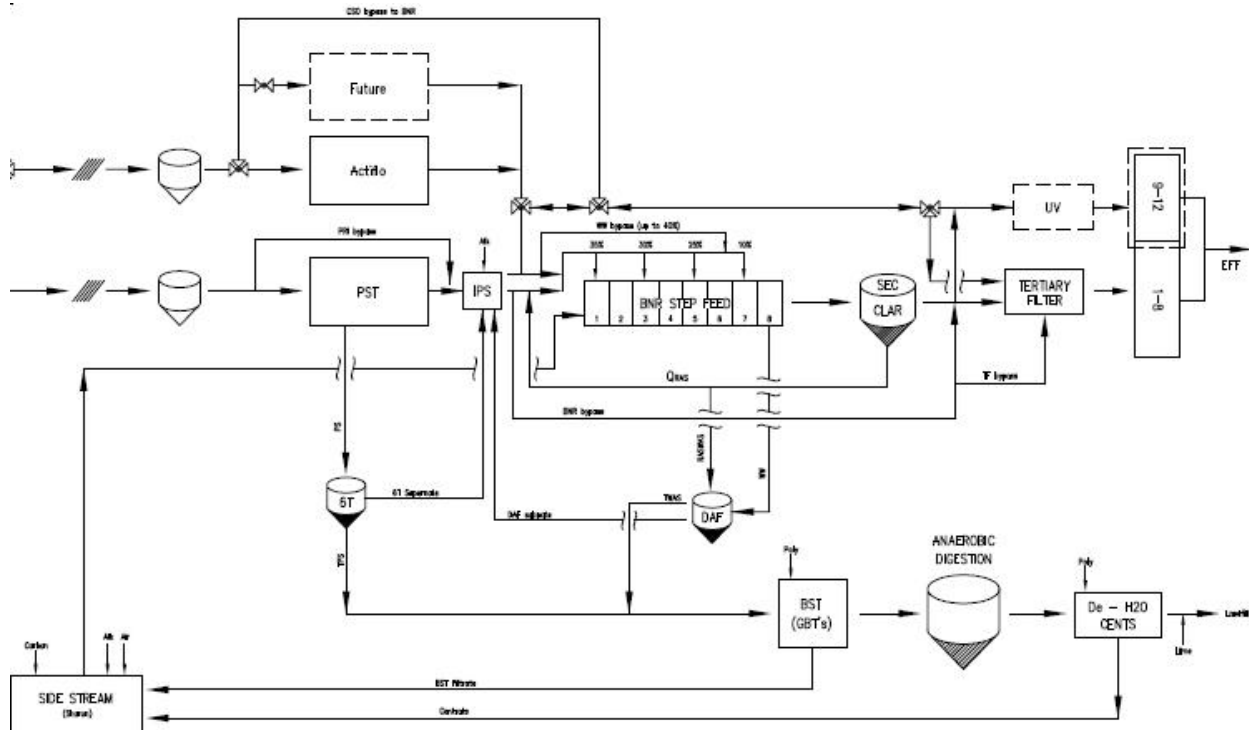 CSO bypass to BNR
Future
Actiflo
PRI bypass
PST
Alk
IPS
WW bypass (up to 40%)
35%
30%
25%
10%
BNR STEP FEED
1
2
3
4
5
6
7
8
SEC
CLAR
UV
9-12
1-8
EFF
TERTIARY
FILTER
TF bypass
QRAS
BNR bypass
PS
GT
GT Supernate
DAF subnate
TWAS
DAF
TPS
Poly
BST
(GBT's)
ANAEROBIC
DIGESTION
Poly
De - H2O
CENTS
Landfill
Lime
Carbon
Alk
Air
SIDE STREAM
(Sharon)
BST Filtrate
Centrate